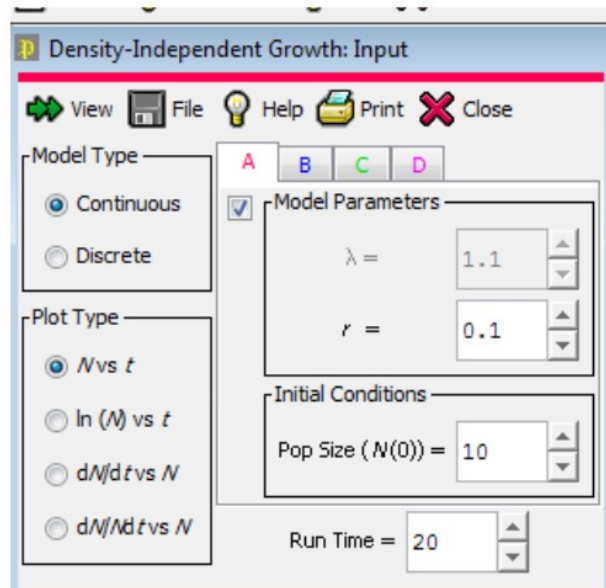 Density-Independent Growth: Input
View File Help Print Close
Model Type
Continuous
Discrete
Plot Type
N vs t
ln (N) vs t
dN/dt vs N
dN/Ndt vs N
A B C D
Model Parameters
λ = 1.1
r = 0.1
Initial Conditions
Pop Size ( N(0)) = 10
Run Time = 20